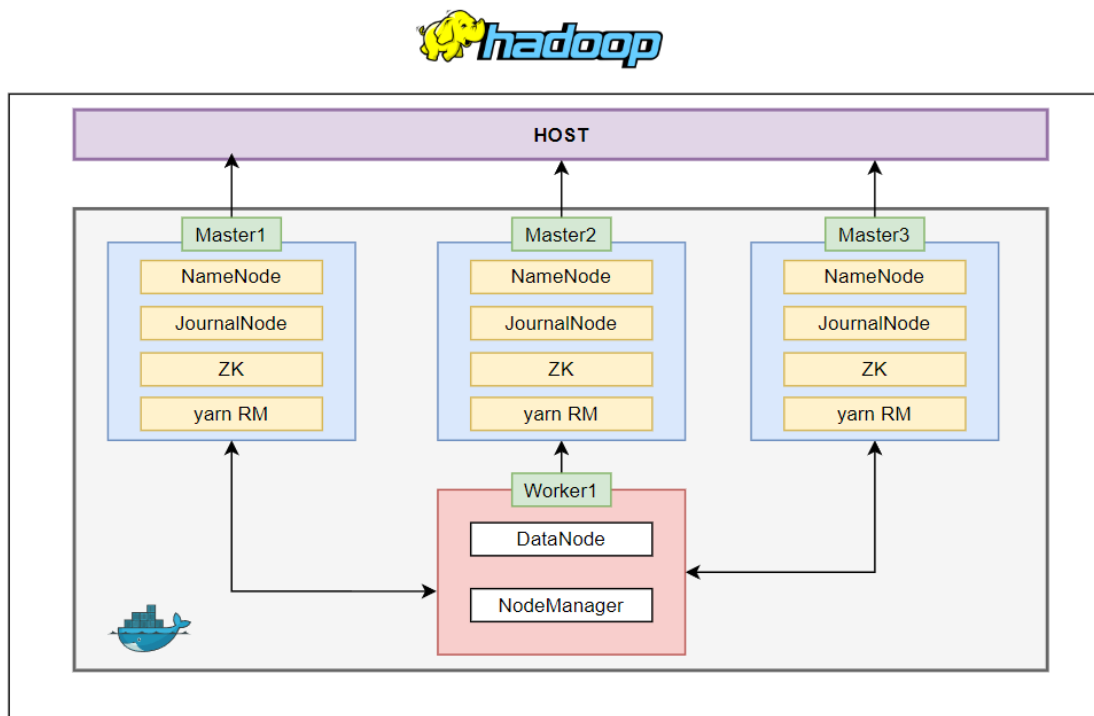 hadoop
HOST
Master1
Master2
Master3
NameNode
JournalNode
ZK
yarn RM
NameNode
JournalNode
ZK
yarn RM
NameNode
JournalNode
ZK
yarn RM
Worker1
DataNode
NodeManager